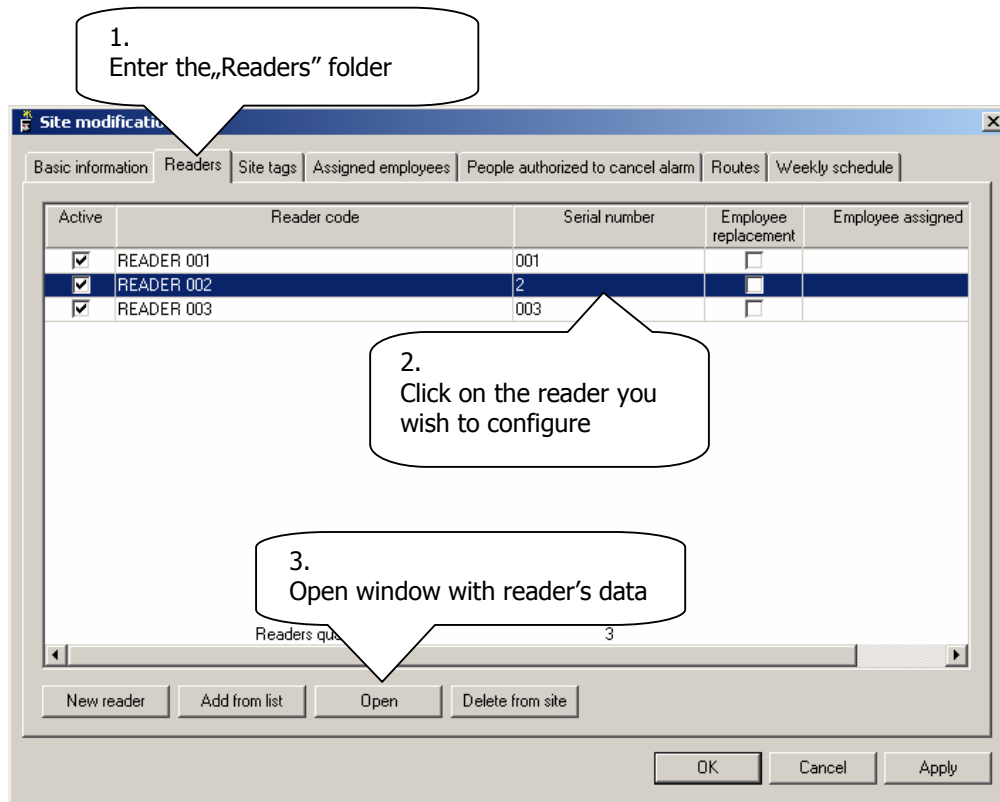 1.
Enter the„Readers” folder
Site modificatio
Basic information Readers Site tags Assigned employees People authorized to cancel alarm Routes Weekly schedule
Active Reader code Serial number Employee replacement Employee assigned
READER 001 001
READER 002 2
READER 003 003
2.
Click on the reader you
wish to configure
3.
Open window with reader’s data
Readers qua 3
New reader Add from list Open Delete from site
OK Cancel Apply